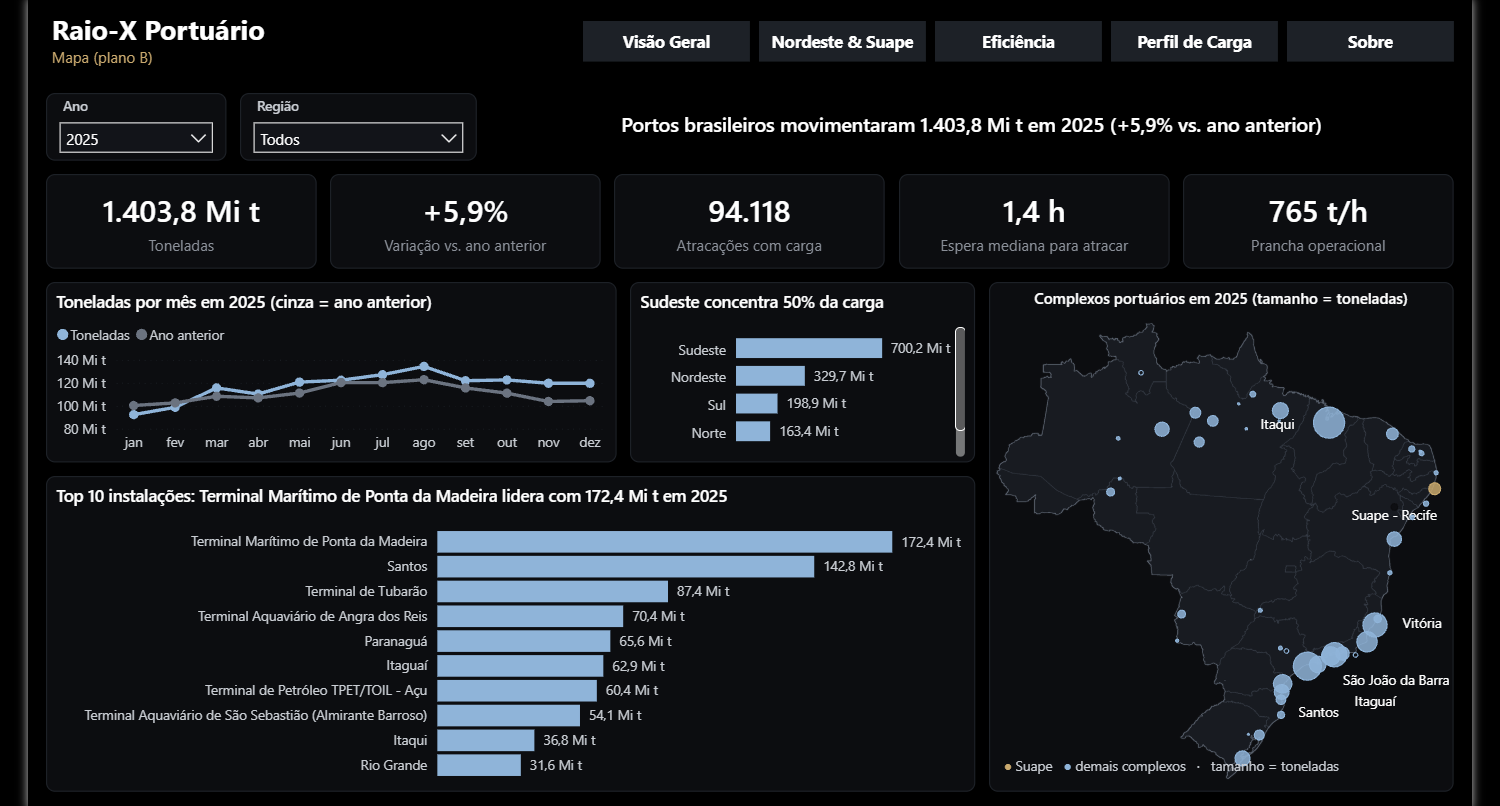 Raio-X Portuário
Mapa (plano B)
Visão Geral
Nordeste & Suape
Eficiência
Perfil de Carga
Sobre
Ano
2025
Região
Todos
Portos brasileiros movimentaram 1.403,8 Mi t em 2025 (+5,9% vs. ano anterior)
1.403,8 Mi t
Toneladas
+5,9%
Variação vs. ano anterior
94.118
Atracações com carga
1,4 h
Espera mediana para atracar
765 t/h
Prancha operacional
Toneladas por mês em 2025 (cinza = ano anterior)
Toneladas
Ano anterior
140 Mi t
120 Mi t
100 Mi t
80 Mi t
jan fev mar abr mai jun jul ago set out nov dez
Sudeste concentra 50% da carga
Sudeste 700,2 Mi t
Nordeste 329,7 Mi t
Sul 198,9 Mi t
Norte 163,4 Mi t
Complexos portuários em 2025 (tamanho = toneladas)
Itaqui
Suape - Recife
Vitória
São João da Barra
Itaguaí
Santos
Suape demais complexos · tamanho = toneladas
Top 10 instalações: Terminal Marítimo de Ponta da Madeira lidera com 172,4 Mi t em 2025
Terminal Marítimo de Ponta da Madeira 172,4 Mi t
Santos 142,8 Mi t
Terminal de Tubarão 87,4 Mi t
Terminal Aquaviário de Angra dos Reis 70,4 Mi t
Paranaguá 65,6 Mi t
Itaguaí 62,9 Mi t
Terminal de Petróleo TPET/TOIL - Açu 60,4 Mi t
Terminal Aquaviário de São Sebastião (Almirante Barroso) 54,1 Mi t
Itaqui 36,8 Mi t
Rio Grande 31,6 Mi t